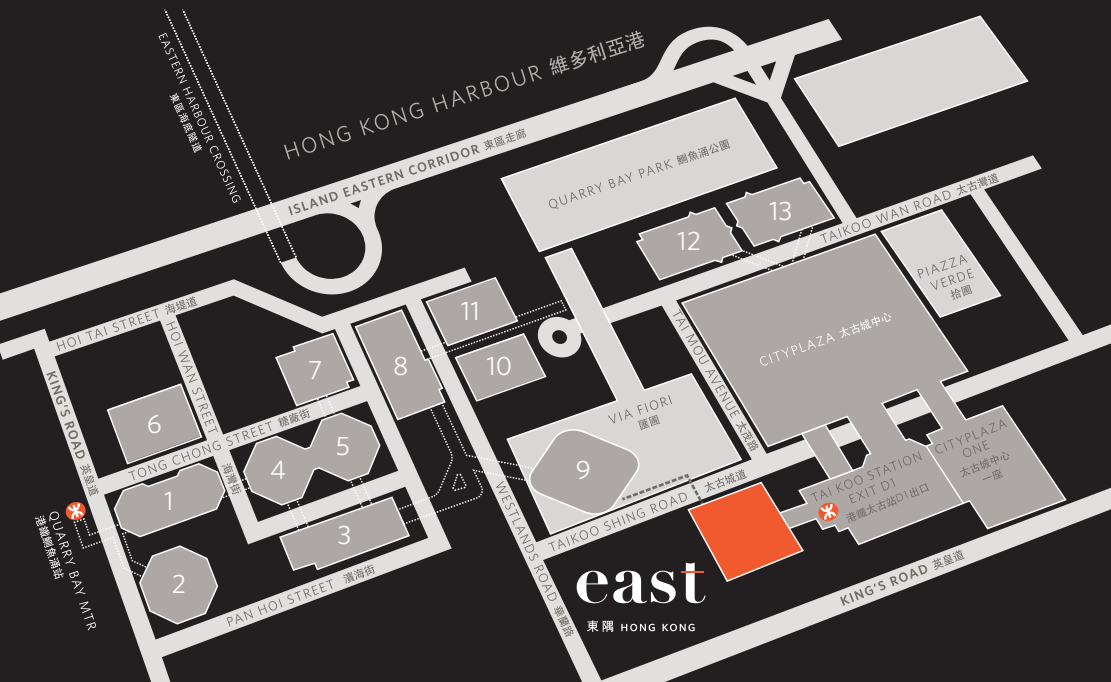 EASTERN HARBOUR CROSSING
東區海底隧道
HONG KONG HARBOUR 維多利亞港
ISLAND EASTERN CORRIDOR 東區走廊
QUARRY BAY PARK 鰂魚涌公園
13
12
TAIKOO WAN ROAD 太古灣道
PIAZZA
VERDE
拾圃
CITYPLAZA 太古城中心
TAI MOU AVENUE 太茂路
HOI TAI STREET 海堤道
HOI WAN STREET
海灣街
KING'S ROAD 英皇道
11
10
8
7
6
TONG CHONG STREET 糖廠街
5
4
1
3
2
QUARRY BAY MTR
港鐵鰂魚涌站
PAN HOI STREET 濱海街
VIA FIORI
匯圃
9
WESTLANDS ROAD 華蘭路
TAIKOO SHING ROAD 太古城道
TAI KOO STATION
EXIT D1
港鐵太古站D1出口
CITYPLAZA
ONE
太古城中心
一座
east
東隅 HONG KONG
KING'S ROAD 英皇道